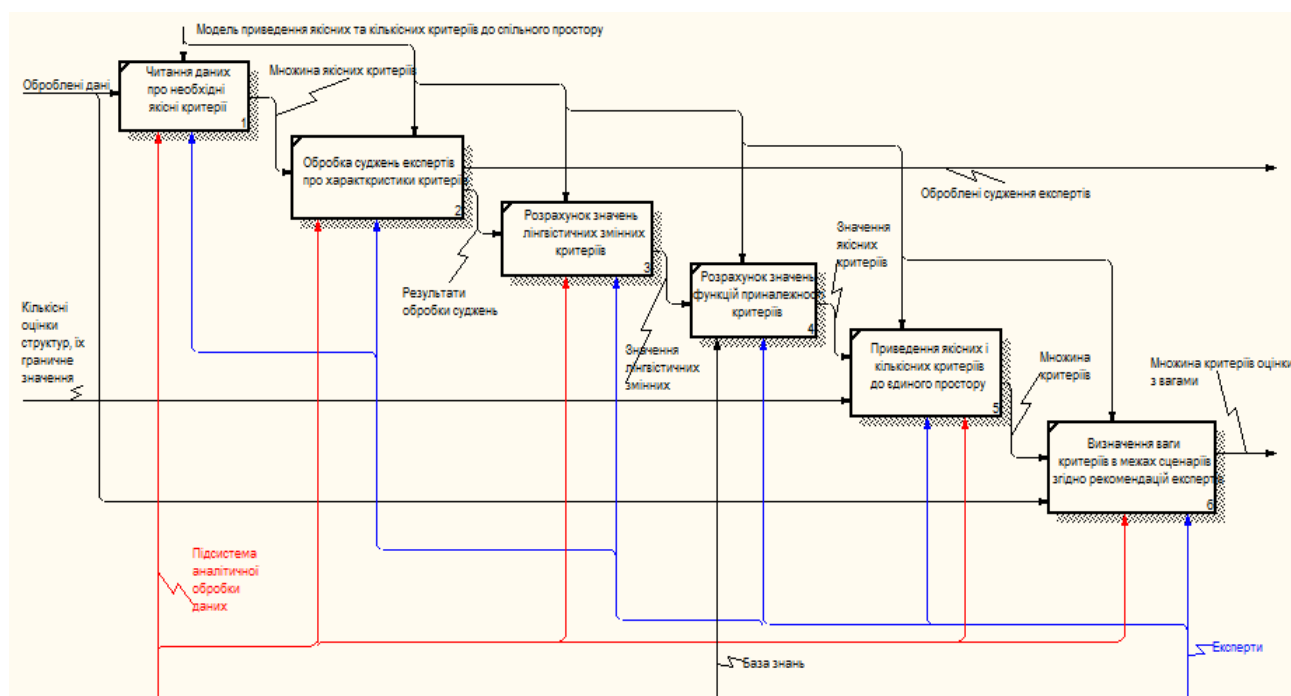 Модель приведення якісних та кількісних критеріїв до спільного простору
Оброблені дані
Читання даних
про необхідні
якісні критерії
1
Множина якісних критеріїв
Обробка суджень експертів
про характкристики критерії
2
Оброблені судження експертів
Розрахунок значень
лінгвістичних змінних
критеріїв
3
Результати
обробки суджень
Значення
якісних
критеріїв
Розрахунок значень
функцій приналежнос
критеріїв
4
Кількісні
оцінки
структур, їх
граничне
значення
Значення
лінгвістичних
змінних
Приведення якісних і
кількісних критеріїв
до єдиного простору
5
Множина
критеріїв
Множина критеріїв оцінки
з вагами
Визначення ваги
критеріїв в межах сценаріїв
згідно рекомендацій експертів
6
Підсистема
аналітичної
обробки
даних
База знань
Експерти